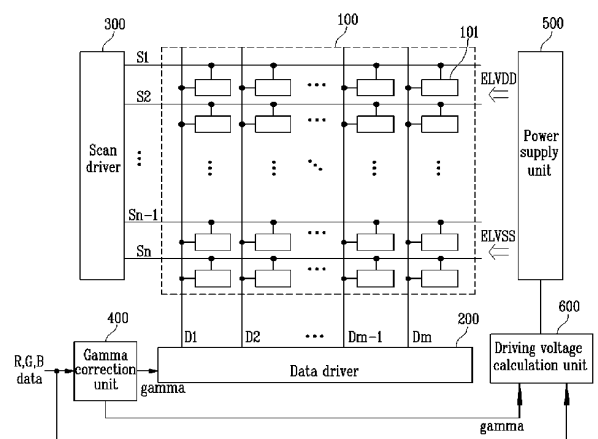 300
100
101
500
S1
ELVDD
S2
Scan
driver
Power
supply
unit
Sn-1
ELVSS
Sn
400
D1
D2
Dm-1
Dm
200
600
R,G,B
data
Gamma
correction
unit
gamma
Data driver
Driving voltage
calculation unit
gamma